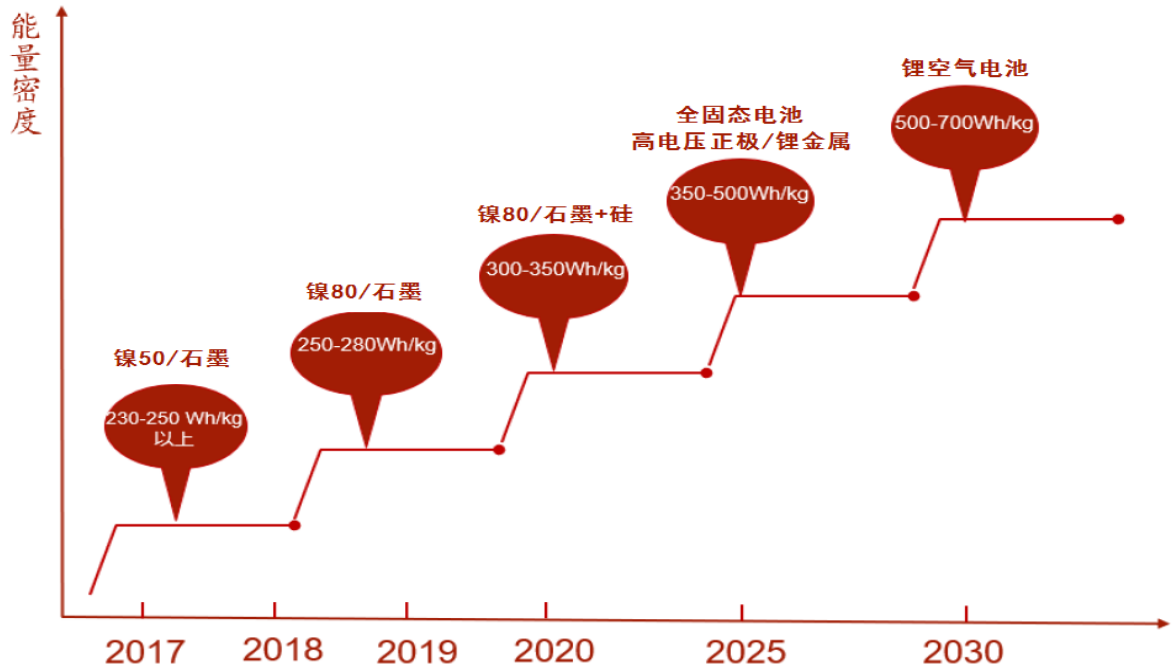 能量密度
锂空气电池
500-700Wh/kg
全固态电池
高电压正极/锂金属
350-500Wh/kg
镍80/石墨+硅
300-350Wh/kg
镍80/石墨
250-280Wh/kg
镍50/石墨
230-250 Wh/kg
以上
2017
2018
2019
2020
2025
2030